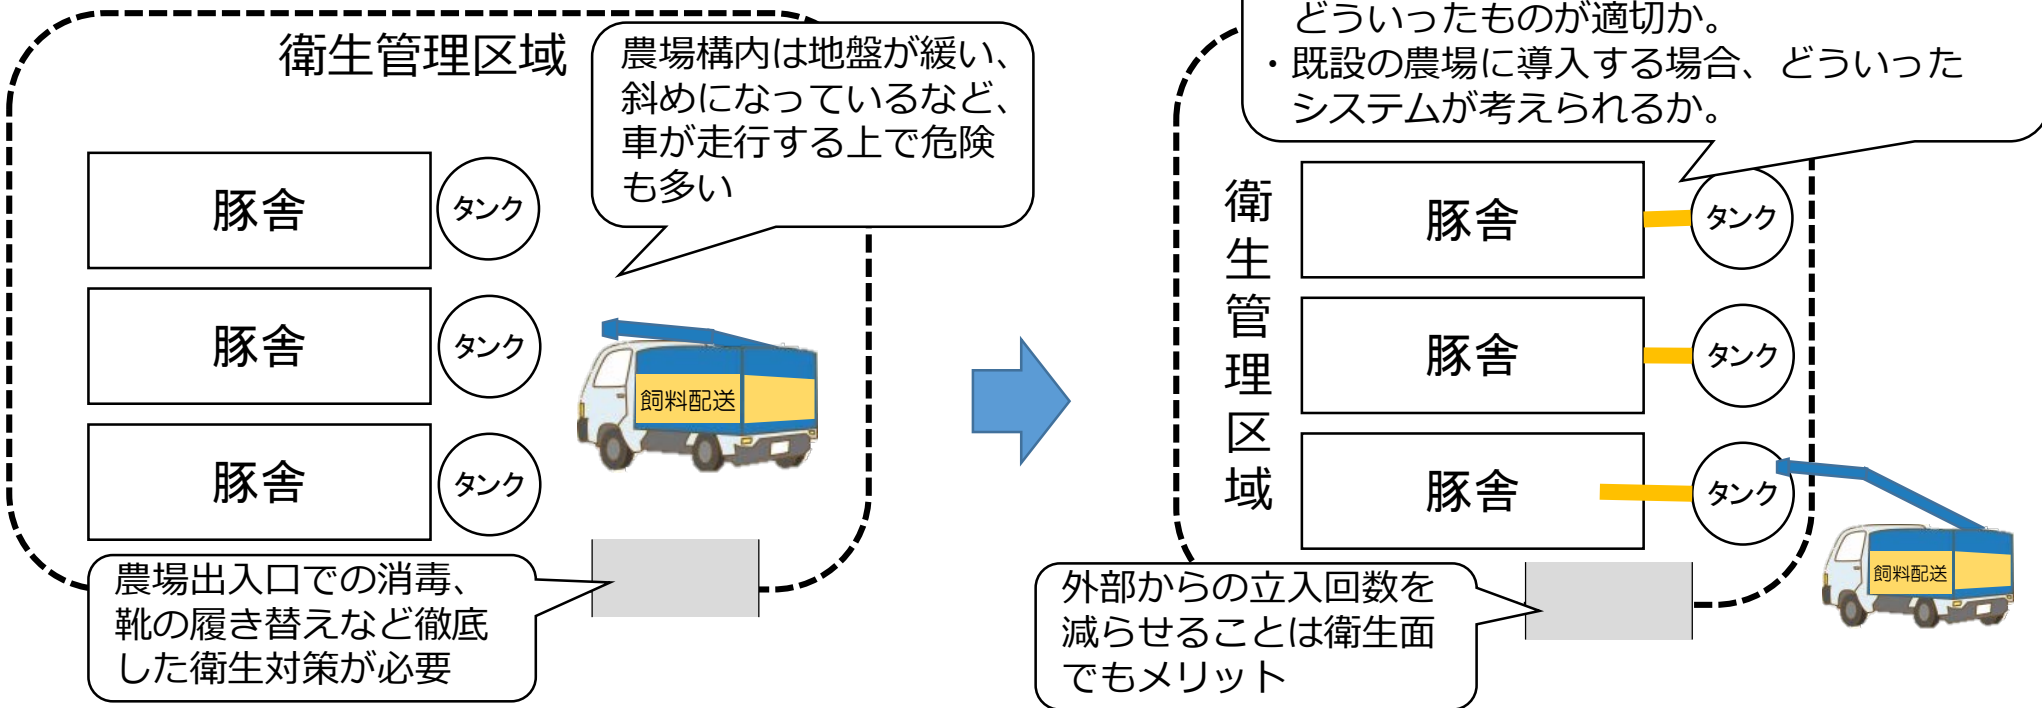 衛生管理区域
農場構内は地盤が緩い、
斜めになっているなど、
車が走行する上で危険
も多い
豚舎
タンク
豚舎
タンク
飼料配送
豚舎
タンク
農場出入口での消毒、
靴の履き替えなど徹底
した衛生対策が必要
どういったものが適切か。
・既設の農場に導入する場合、どういった
システムが考えられるか。
衛生管理区域
豚舎
タンク
豚舎
タンク
豚舎
タンク
飼料配送
外部からの立入回数を
減らせることは衛生面
でもメリット